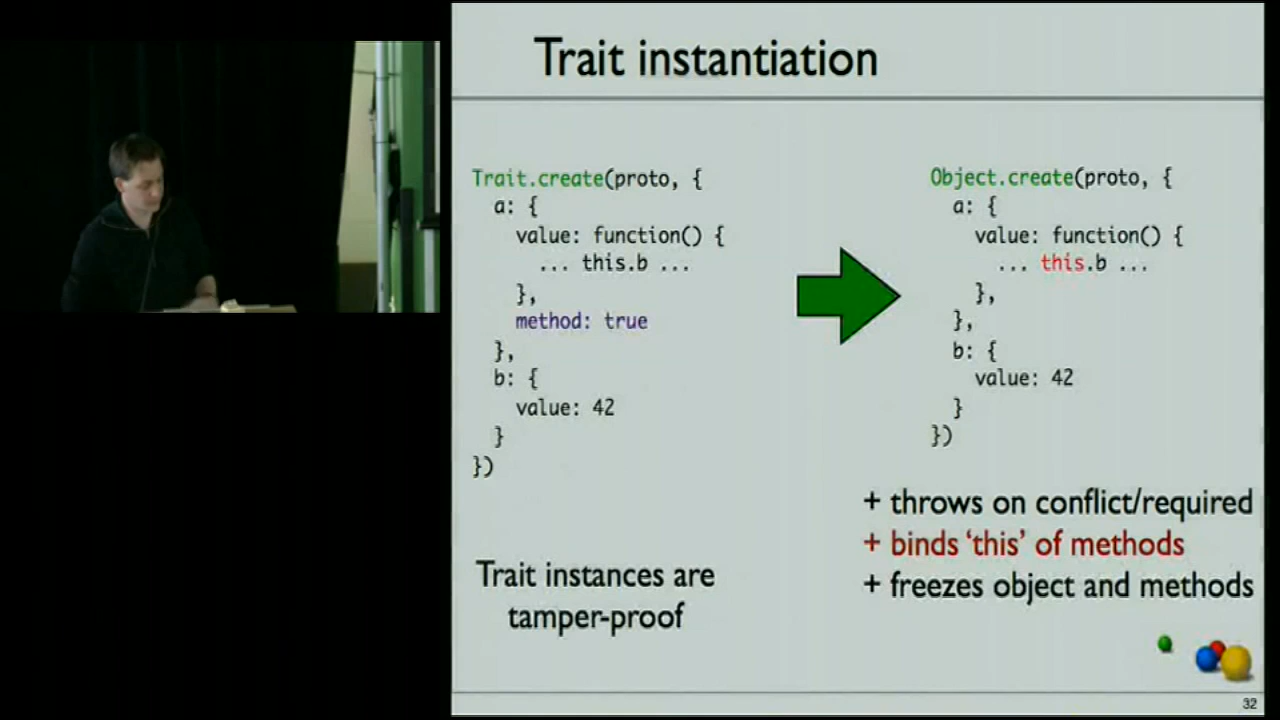 Trait instantiation
Trait.create(proto, {
a: {
value: function() {
... this.b ...
},
method: true
},
b: {
value: 42
}
})
Object.create(proto, {
a: {
value: function() {
... this.b ...
},
},
b: {
value: 42
}
})
+ throws on conflict/required
+ binds ‘this’ of methods
+ freezes object and methods
Trait instances are
tamper-proof
32